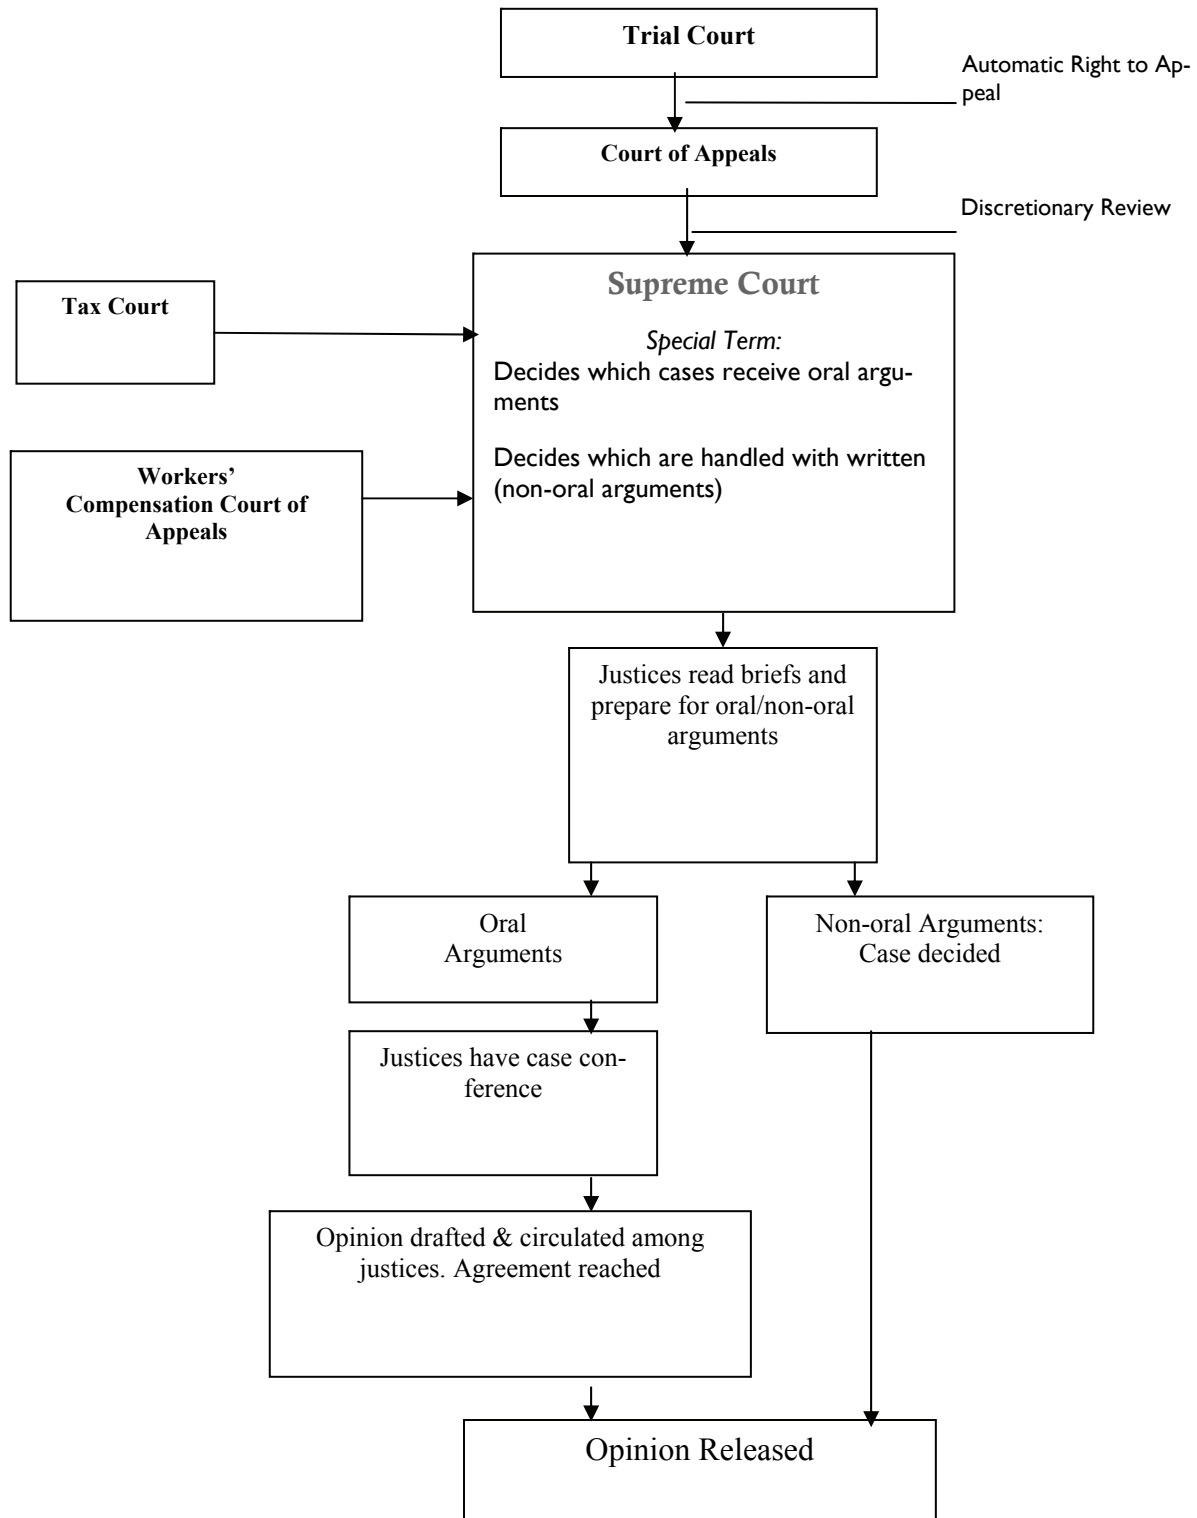 Trial Court
Automatic Right to Ap-
peal
Court of Appeals
Discretionary Review
Supreme Court
Tax Court
Special Term:
Decides which cases receive oral argu-
ments
Decides which are handled with written
(non-oral arguments)
Workers’
Compensation Court of
Appeals
Justices read briefs and
prepare for oral/non-oral
arguments
Oral
Arguments
Non-oral Arguments:
Case decided
Justices have case con-
ference
Opinion drafted & circulated among
justices. Agreement reached
Opinion Released